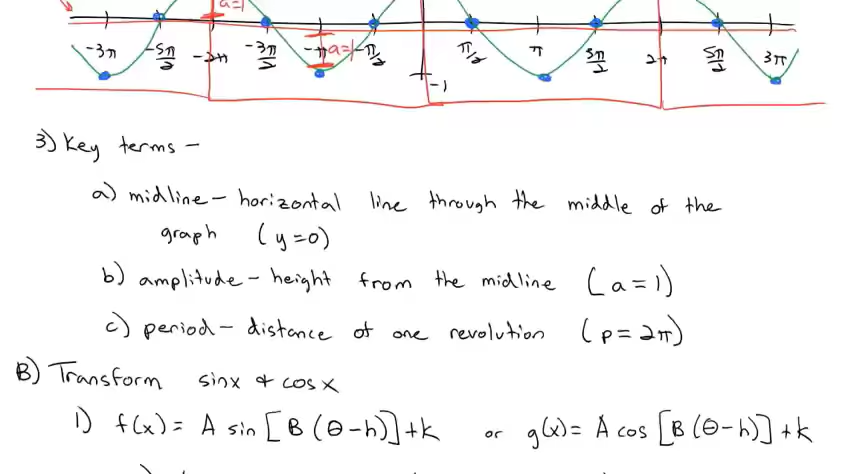 a=1
-3π -5π/2 -2π -3π/2 -π a=1 -π/2 π/2 π 3π/2 2π 5π/2 3π
-1
3) Key terms -
a) midline - horizontal line through the middle of the
graph (y=0)
b) amplitude - height from the midline (a=1)
c) period - distance of one revolution (p=2π)
B) Transform sinx & cosx
1) f(x) = A sin [B(θ-h)]+k or g(x) = A cos [B(θ-h)]+k